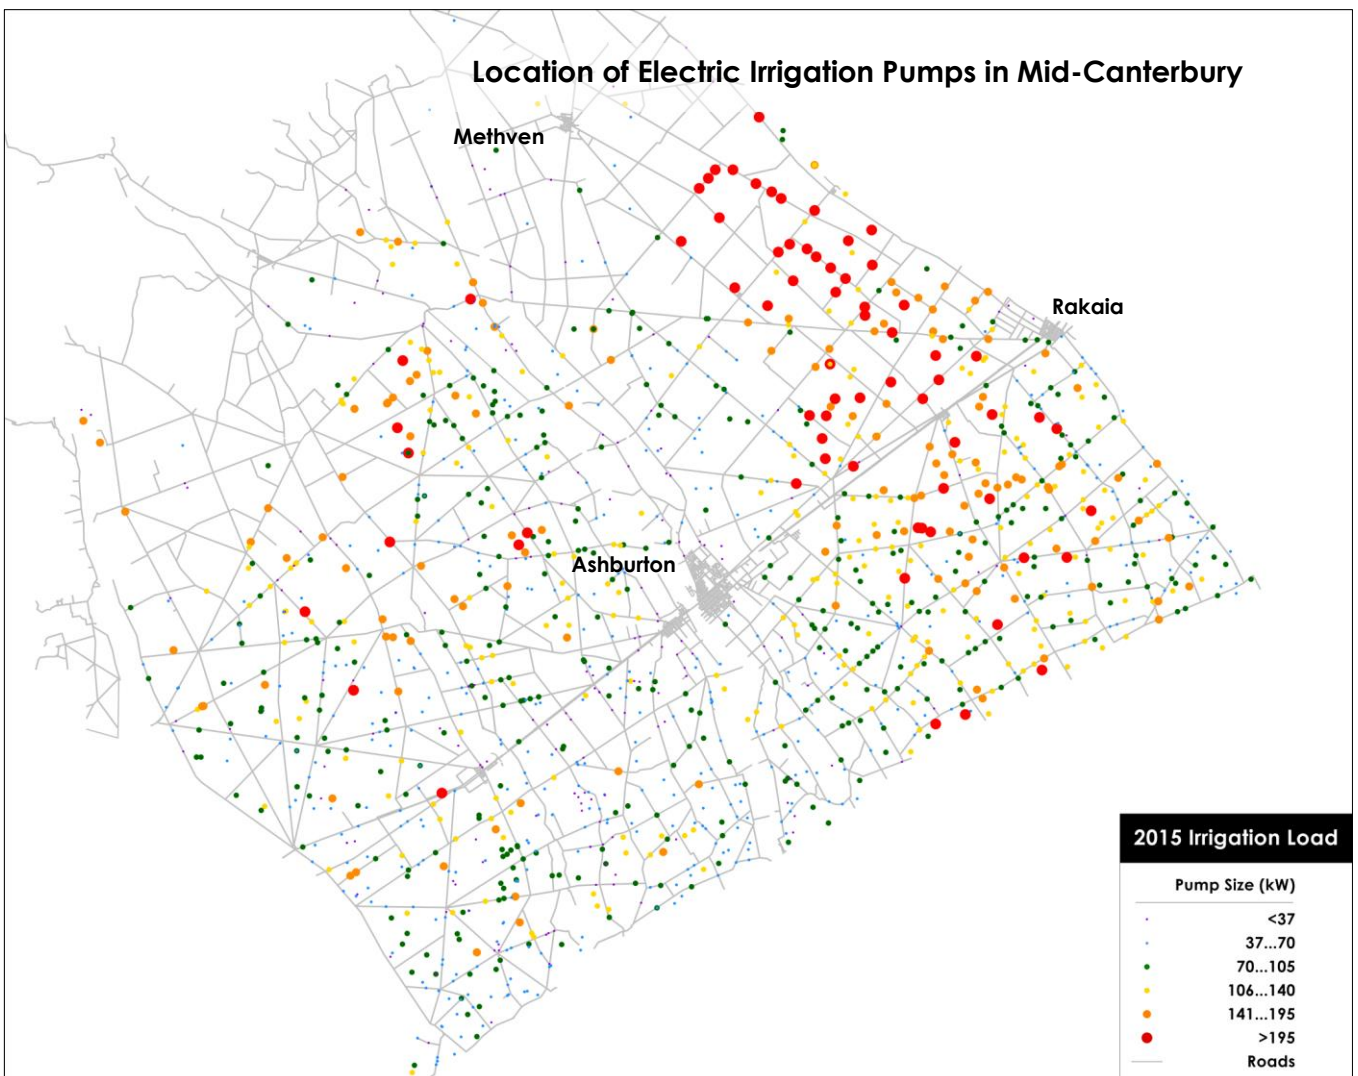 Location of Electric Irrigation Pumps in Mid-Canterbury
Methven
Rakaia
Ashburton
2015 Irrigation Load
Pump Size (kW)
<37
37...70
70...105
106...140
141...195
>195
Roads